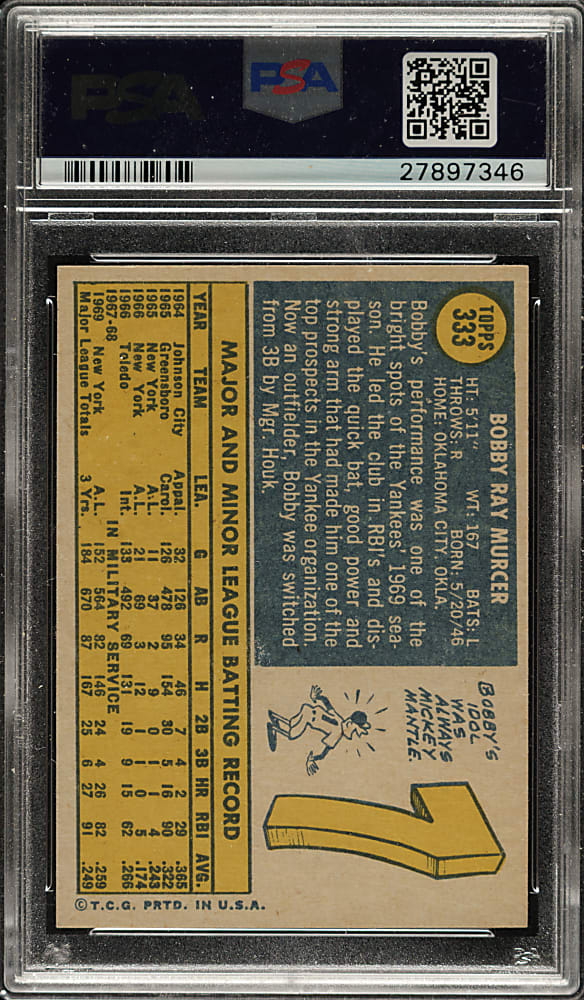 PSA
PSA
27897346
TOPPS
333
BOBBY RAY MURCER
HT: 5'11" WT: 167 BATS: L
THROWS: R BORN: 5/20/46
HOME: OKLAHOMA CITY, OKLA.
Bobby's performance was one of the
bright spots of the Yankees' 1969 sea-
son. He led the club in RBI's and dis-
played the quick bat, good power and
strong arm that had made him one of the
top prospects in the Yankee organization.
Now an outfielder, Bobby was switched
from 3B by Mgr. Houk.
BOBBY'S
IDOL
WAS
ALWAYS
MICKEY
MANTLE
7
MAJOR AND MINOR LEAGUE BATTING RECORD
YEAR TEAM LEA. G AB R H 2B 3B HR RBI AVG.
1964 Johnson City Appal. 32 126 34 46 7 4 2 29 .365
1965 Greensboro Carol. 126 478 95 154 30 5 16 90 .322
1965 New York A.L. 11 37 2 9 0 1 1 4 .243
1966 New York A.L. 21 69 3 12 1 1 0 5 .174
1966 Toledo Int. 133 492 68 131 19 9 15 62 .266
1967-68 IN MILITARY SERVICE
1969 New York A.L. 152 564 82 146 24 4 26 82 .259
Major League Totals 3 Yrs. 184 670 87 167 25 6 27 91 .249
© T.C.G. PRTD. IN U.S.A.